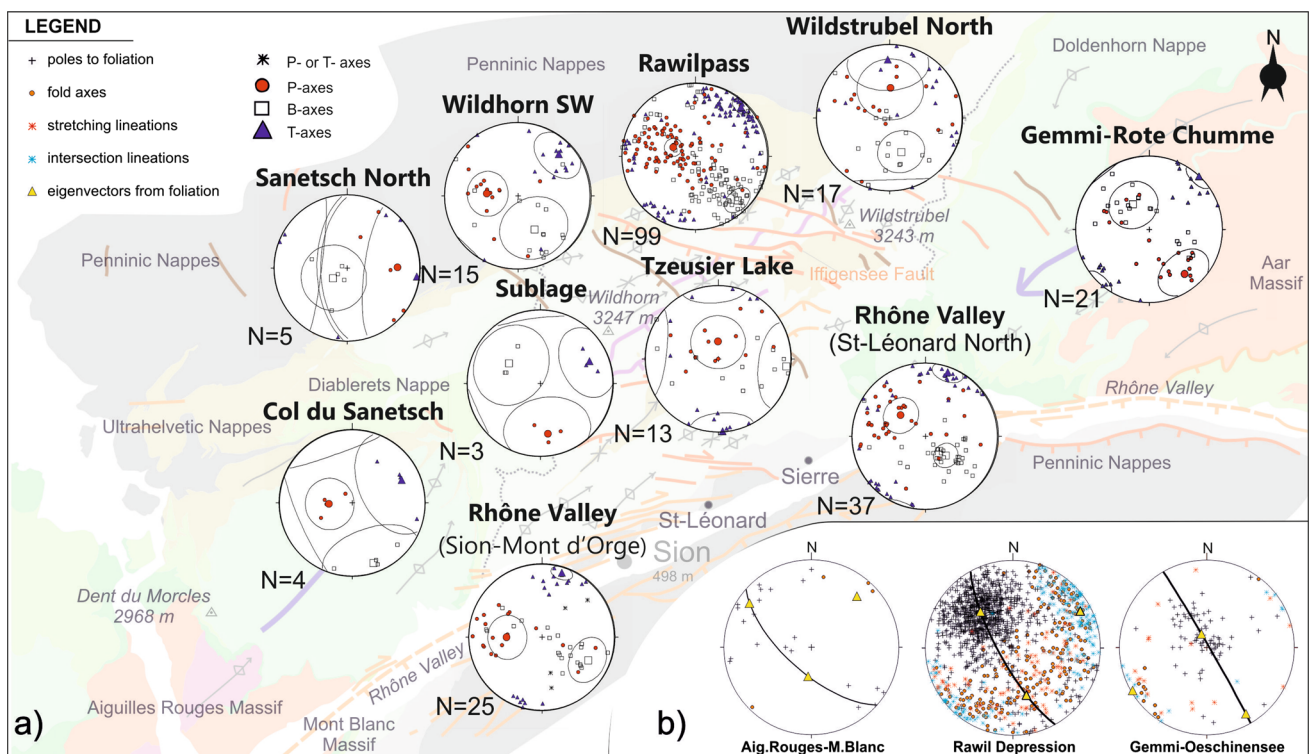 LEGEND
poles to foliation
fold axes
stretching lineations
intersection lineations
eigenvectors from foliation
P- or T- axes
P-axes
B-axes
T-axes
Penninic Nappes
Wildstrubel North
Doldenhorn Nappe
N
Rawilpass
Wildhorn SW
Gemmi-Rote Chumme
Sanetsch North
N=17
Wildstrubel
3243 m
N=99
Penninic Nappes
N=15
Tzeusier Lake
Iffigensee Fault
Aar
Massif
Sublage
Wildhorn
3247 m
N=21
N=5
Rhône Valley
(St-Léonard North)
Diablerets Nappe
Rhône Valley
Col du Sanetsch
Ultrahelvetic Nappes
N=3
N=13
Penninic Nappes
Sierre
N=37
Rhône Valley
(Sion-Mont d'Orge)
St-Léonard
Sion
498 m
N=4
Dent du Morcles
2968 m
N
N
N
Rhône Valley
Aiguilles Rouges Massif
Mont Blanc
Massif
N=25
a)
b)
Aig.Rouges-M.Blanc
Rawil Depression
Gemmi-Oeschinensee